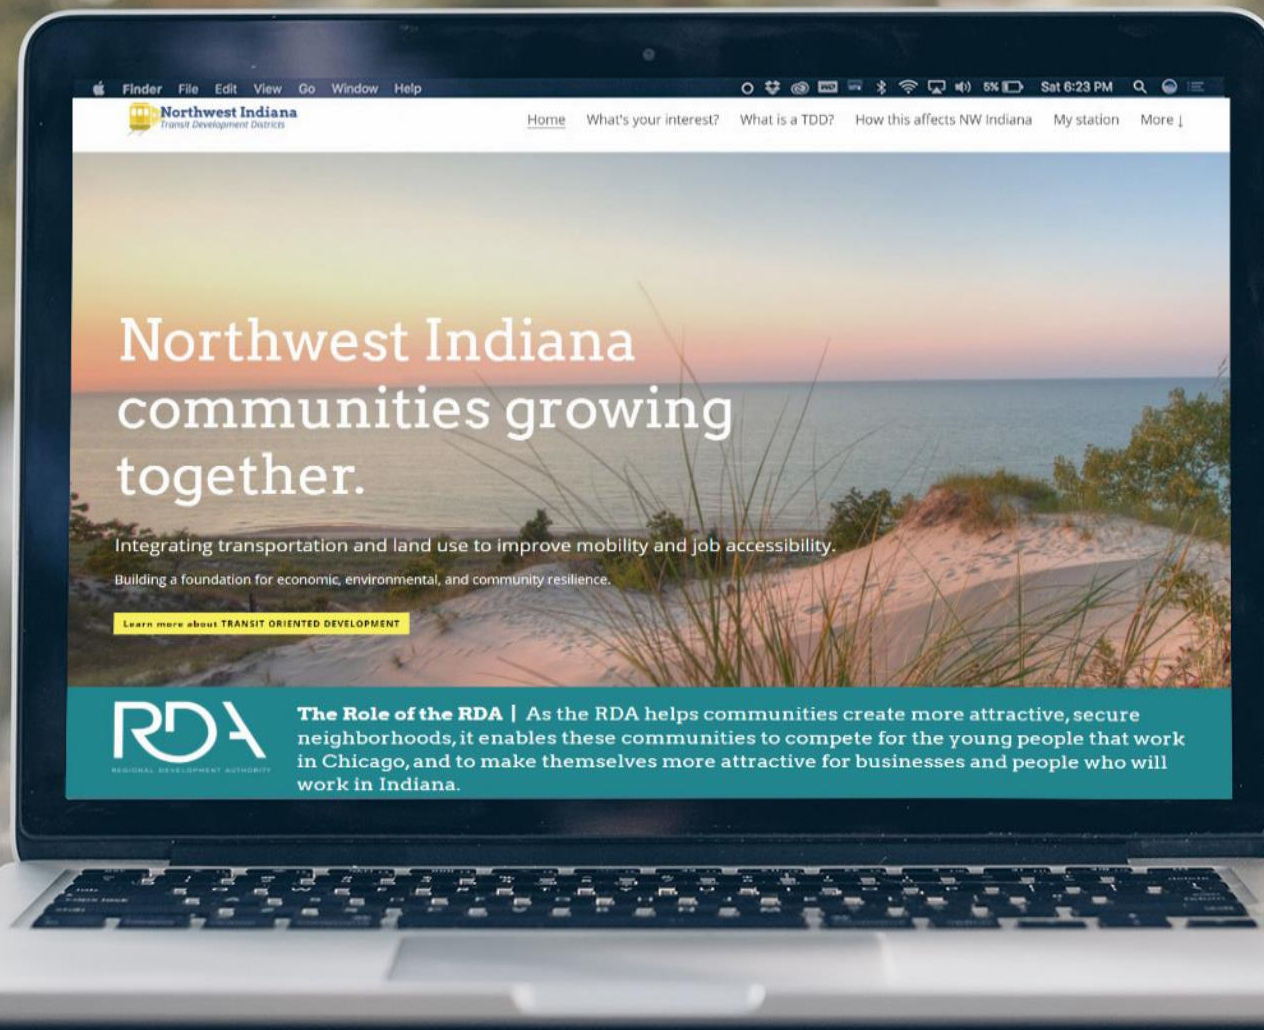 Finder File Edit View Go Window Help 5% Sat 6:23 PM
Northwest Indiana
Transit Development Districts
Home What's your interest? What is a TDD? How this affects NW Indiana My station More ↓
Northwest Indiana
communities growing
together.
Integrating transportation and land use to improve mobility and job accessibility.
Building a foundation for economic, environmental, and community resilience.
Learn more about TRANSIT ORIENTED DEVELOPMENT
RDA
REGIONAL DEVELOPMENT AUTHORITY
The Role of the RDA | As the RDA helps communities create more attractive, secure
neighborhoods, it enables these communities to compete for the young people that work
in Chicago, and to make themselves more attractive for businesses and people who will
work in Indiana.